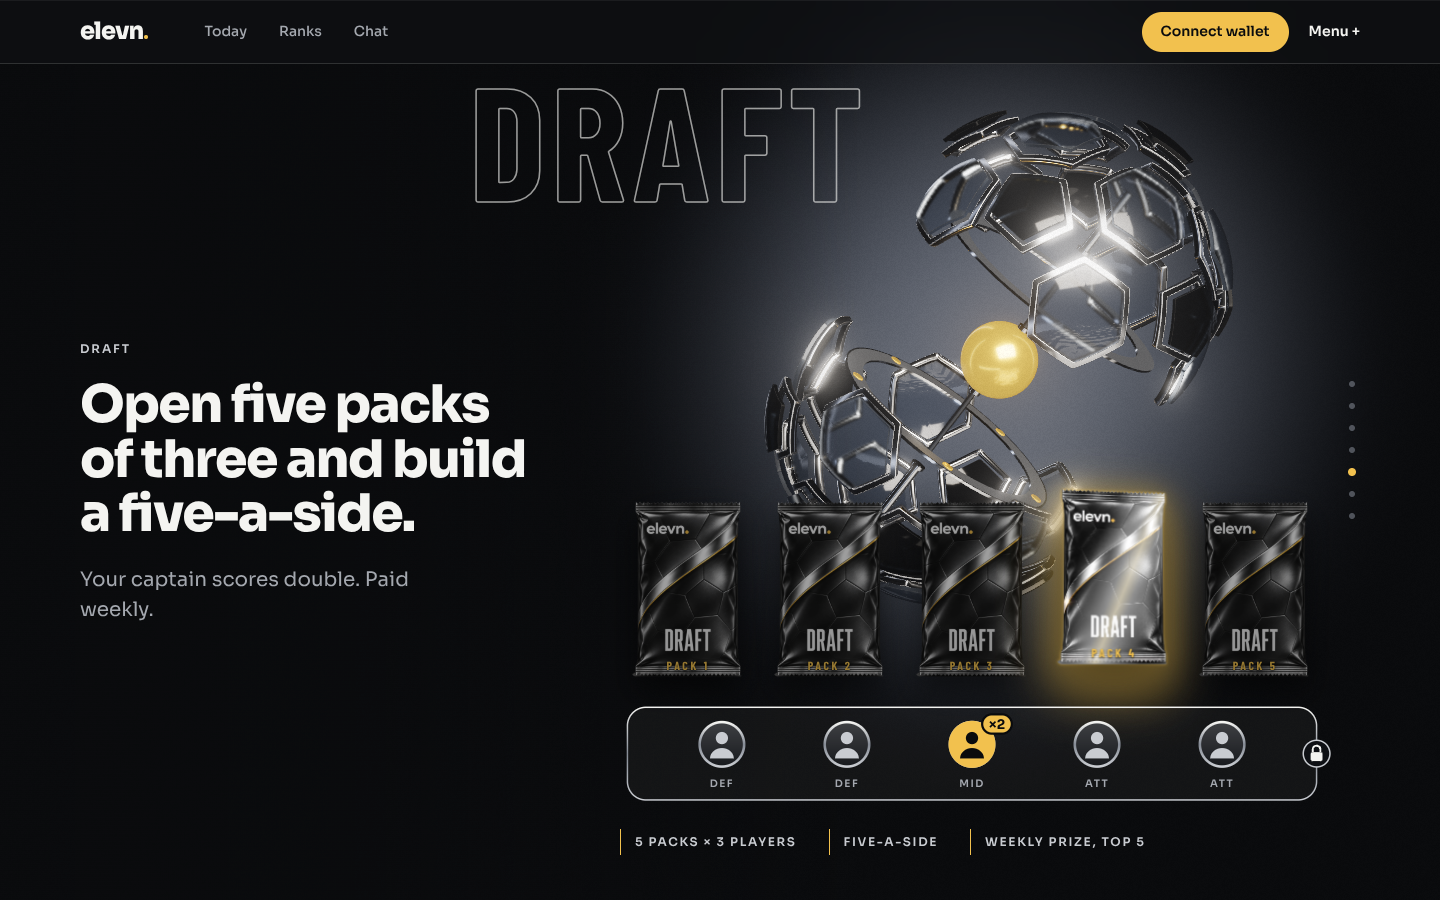 elevn.
Today
Ranks
Chat
Connect wallet
Menu +
DRAFT
DRAFT
Open five packs
of three and build
a five-a-side.
Your captain scores double. Paid
weekly.
elevn.
DRAFT
PACK 1
elevn.
DRAFT
PACK 2
elevn.
DRAFT
PACK 3
elevn.
DRAFT
PACK 4
elevn.
DRAFT
PACK 5
×2
DEF
DEF
MID
ATT
ATT
5 PACKS × 3 PLAYERS
FIVE-A-SIDE
WEEKLY PRIZE, TOP 5